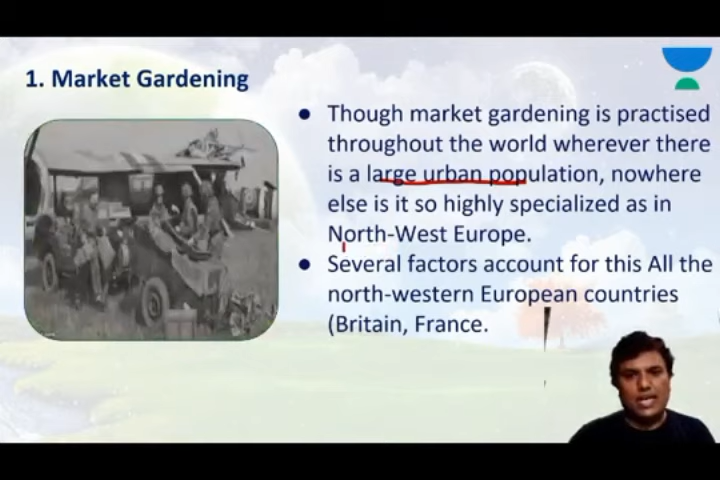 1. Market Gardening
● Though market gardening is practised
throughout the world wherever there
is a large urban population, nowhere
else is it so highly specialized as in
North-West Europe.
● Several factors account for this All the
north-western European countries
(Britain, France.